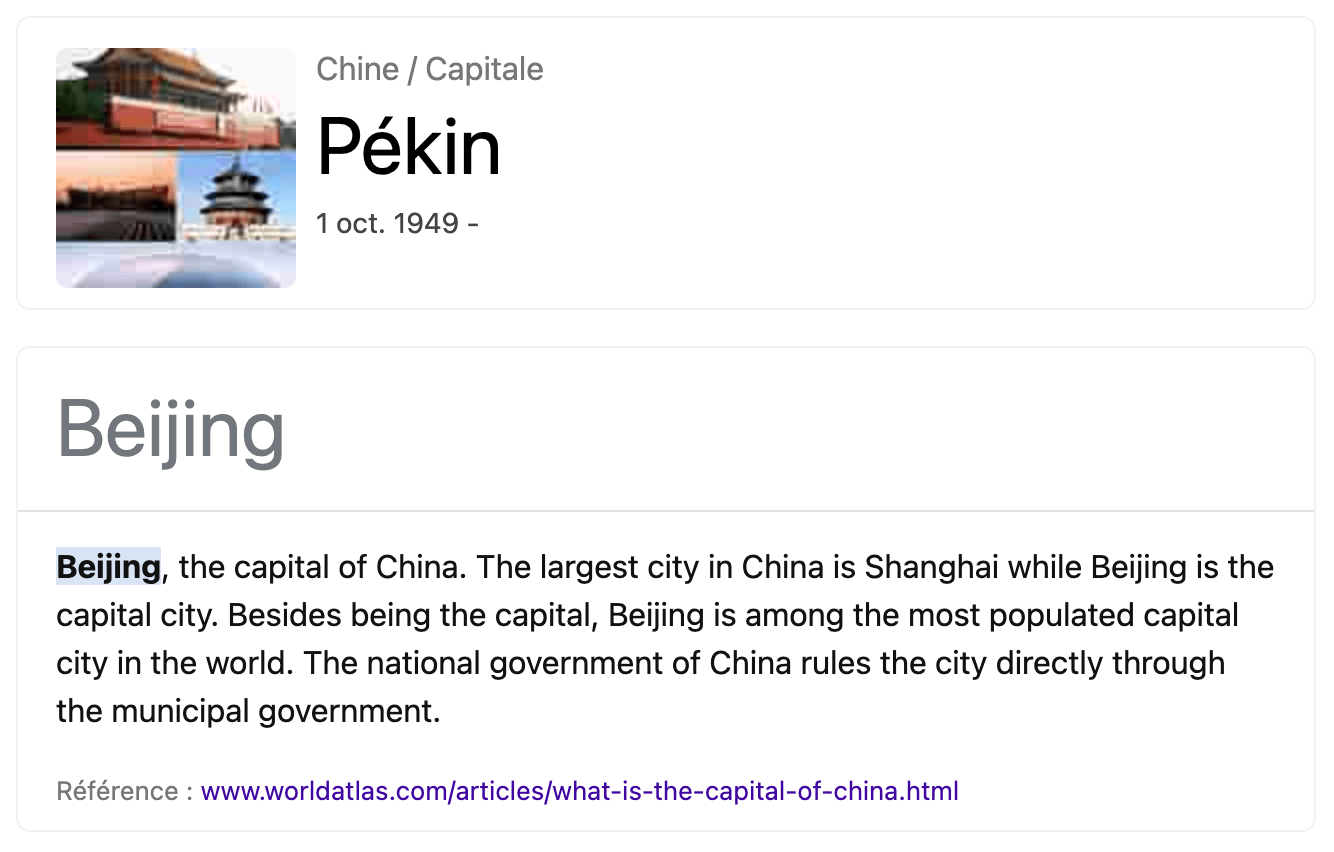 Chine / Capitale
Pékin
1 oct. 1949 -
Beijing
Beijing, the capital of China. The largest city in China is Shanghai while Beijing is the
capital city. Besides being the capital, Beijing is among the most populated capital
city in the world. The national government of China rules the city directly through
the municipal government.
Référence : www.worldatlas.com/articles/what-is-the-capital-of-china.html